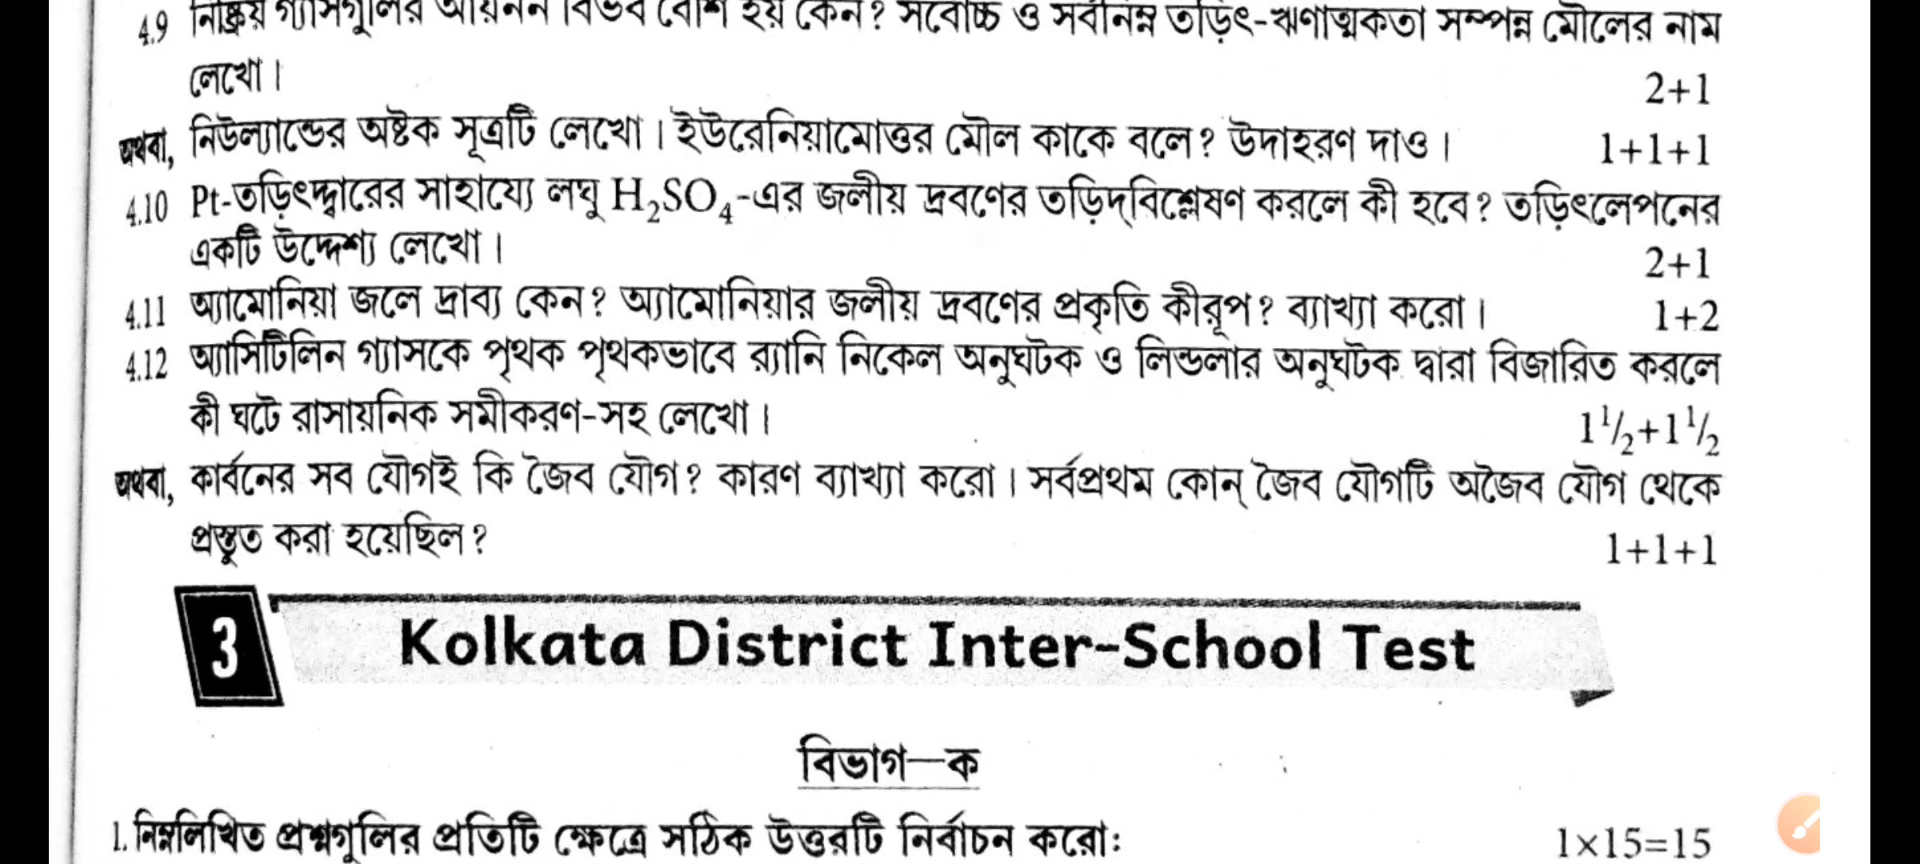 4.9 নিষ্ক্রিয় গ্যাসগুলির আয়নন বিভব বেশি হয় কেন? সর্বোচ্চ ও সর্বনিম্ন তড়িৎ-ঋণাত্মকতা সম্পন্ন মৌলের নাম
লেখো। 2+1
অথবা, নিউল্যান্ডের অষ্টক সূত্রটি লেখো। ইউরেনিয়ামোত্তর মৌল কাকে বলে? উদাহরণ দাও। 1+1+1
4.10 Pt-তড়িৎদ্বারের সাহায্যে লঘু H₂SO₄-এর জলীয় দ্রবণের তড়িদ্‌বিশ্লেষণ করলে কী হবে? তড়িৎলেপনের
একটি উদ্দেশ্য লেখো। 2+1
4.11 অ্যামোনিয়া জলে দ্রাব্য কেন? অ্যামোনিয়ার জলীয় দ্রবণের প্রকৃতি কীরূপ? ব্যাখ্যা করো। 1+2
4.12 অ্যাসিটিলিন গ্যাসকে পৃথক পৃথকভাবে র‍্যানি নিকেল অনুঘটক ও লিন্ডলার অনুঘটক দ্বারা বিজারিত করলে
কী ঘটে রাসায়নিক সমীকরণ-সহ লেখো। 1½+1½
অথবা, কার্বনের সব যৌগই কি জৈব যৌগ? কারণ ব্যাখ্যা করো। সর্বপ্রথম কোন্ জৈব যৌগটি অজৈব যৌগ থেকে
প্রস্তুত করা হয়েছিল? 1+1+1
3 Kolkata District Inter-School Test
বিভাগ—ক
1. নিম্নলিখিত প্রশ্নগুলির প্রতিটি ক্ষেত্রে সঠিক উত্তরটি নির্বাচন করো: 1×15=15